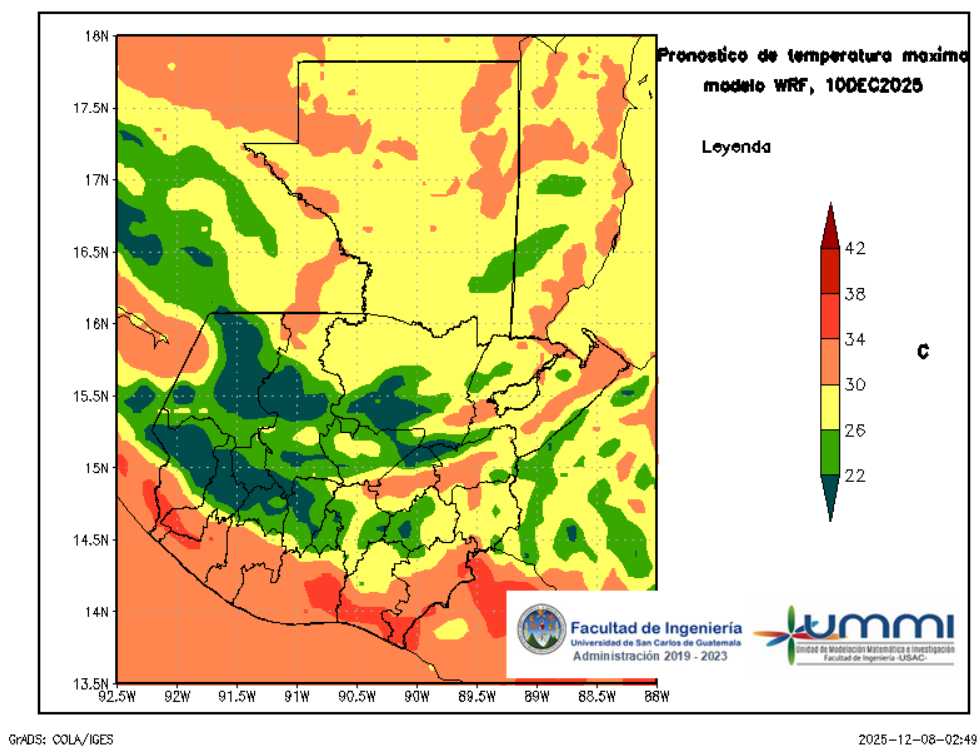 Pronostico de temperatura maxima
modelo WRF, 10DEC2025
Leyenda
42
38
34
30
26
22
C
18N
17.5N
17N
16.5N
16N
15.5N
15N
14.5N
14N
13.5N
92.5W 92W 91.5W 91W 90.5W 90W 89.5W 89W 88.5W 88W
Facultad de Ingeniería
Universidad de San Carlos de Guatemala
Administración 2019 - 2023
ummi
Unidad de Modelación Matemática e Investigación
Facultad de Ingeniería -USAC-
GrADS: COLA/IGES
2025-12-08-02:49